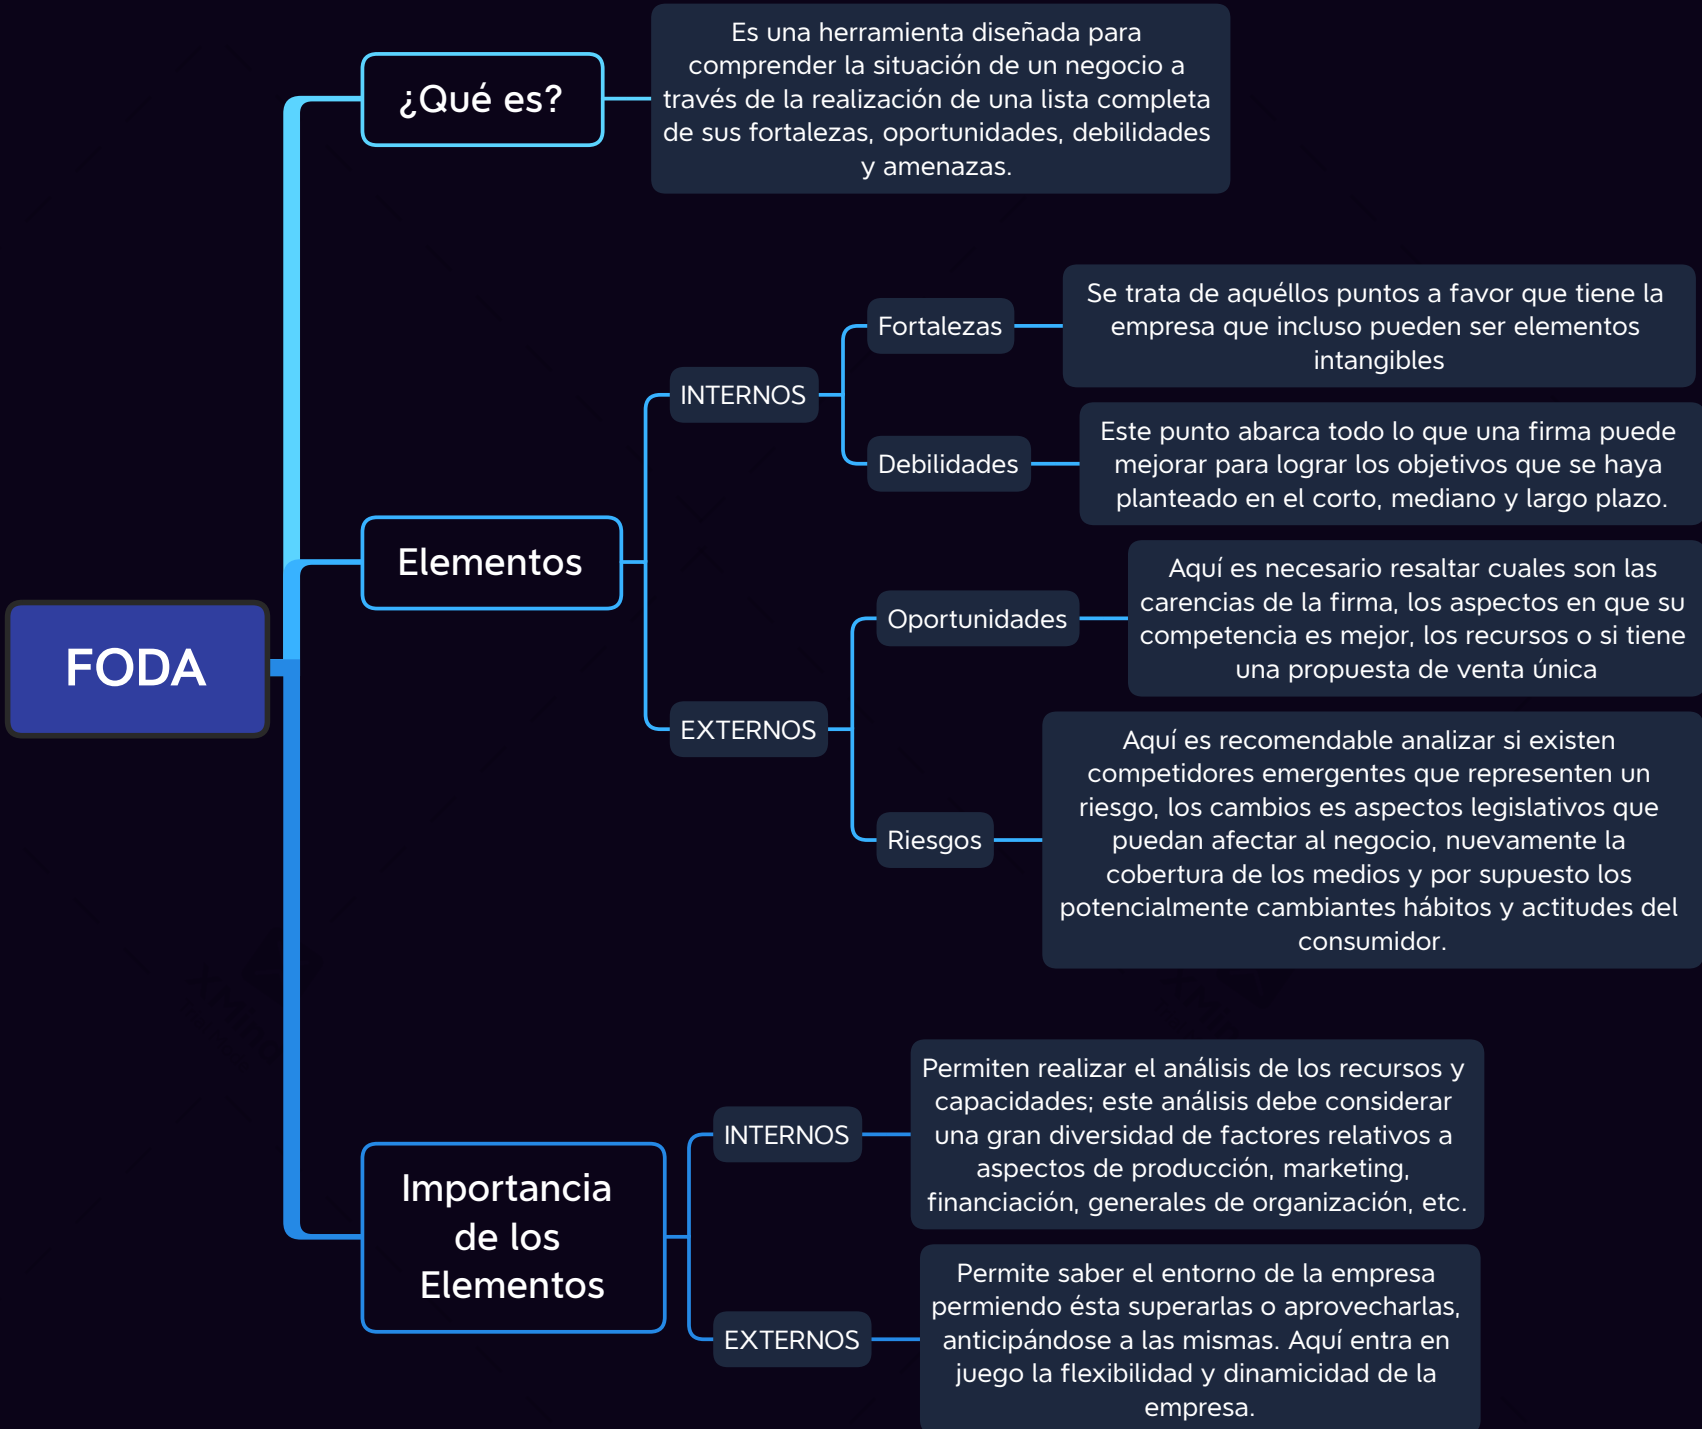 FODA
¿Qué es?
Es una herramienta diseñada para
comprender la situación de un negocio a
través de la realización de una lista completa
de sus fortalezas, oportunidades, debilidades
y amenazas.
Elementos
INTERNOS
Fortalezas
Se trata de aquéllos puntos a favor que tiene la
empresa que incluso pueden ser elementos
intangibles
Debilidades
Este punto abarca todo lo que una firma puede
mejorar para lograr los objetivos que se haya
planteado en el corto, mediano y largo plazo.
EXTERNOS
Oportunidades
Aquí es necesario resaltar cuales son las
carencias de la firma, los aspectos en que su
competencia es mejor, los recursos o si tiene
una propuesta de venta única
Riesgos
Aquí es recomendable analizar si existen
competidores emergentes que representen un
riesgo, los cambios es aspectos legislativos que
puedan afectar al negocio, nuevamente la
cobertura de los medios y por supuesto los
potencialmente cambiantes hábitos y actitudes del
consumidor.
Importancia
de los
Elementos
INTERNOS
Permiten realizar el análisis de los recursos y
capacidades; este análisis debe considerar
una gran diversidad de factores relativos a
aspectos de producción, marketing,
financiación, generales de organización, etc.
EXTERNOS
Permite saber el entorno de la empresa
permiendo ésta superarlas o aprovecharlas,
anticipándose a las mismas. Aquí entra en
juego la flexibilidad y dinamicidad de la
empresa.